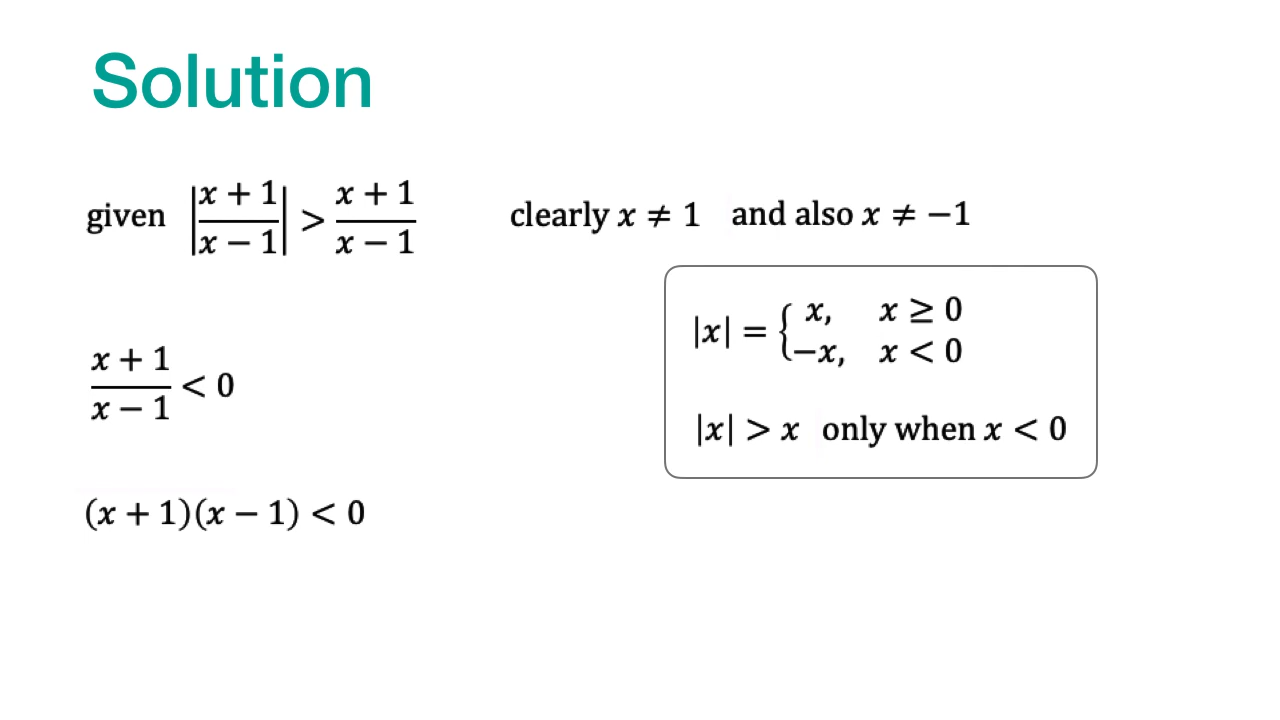 Solution
given |x + 1 / x − 1| > x + 1 / x − 1 clearly x ≠ 1 and also x ≠ −1
|x| = { x, x ≥ 0
−x, x < 0
x + 1 / x − 1 < 0
|x| > x only when x < 0
(x + 1)(x − 1) < 0